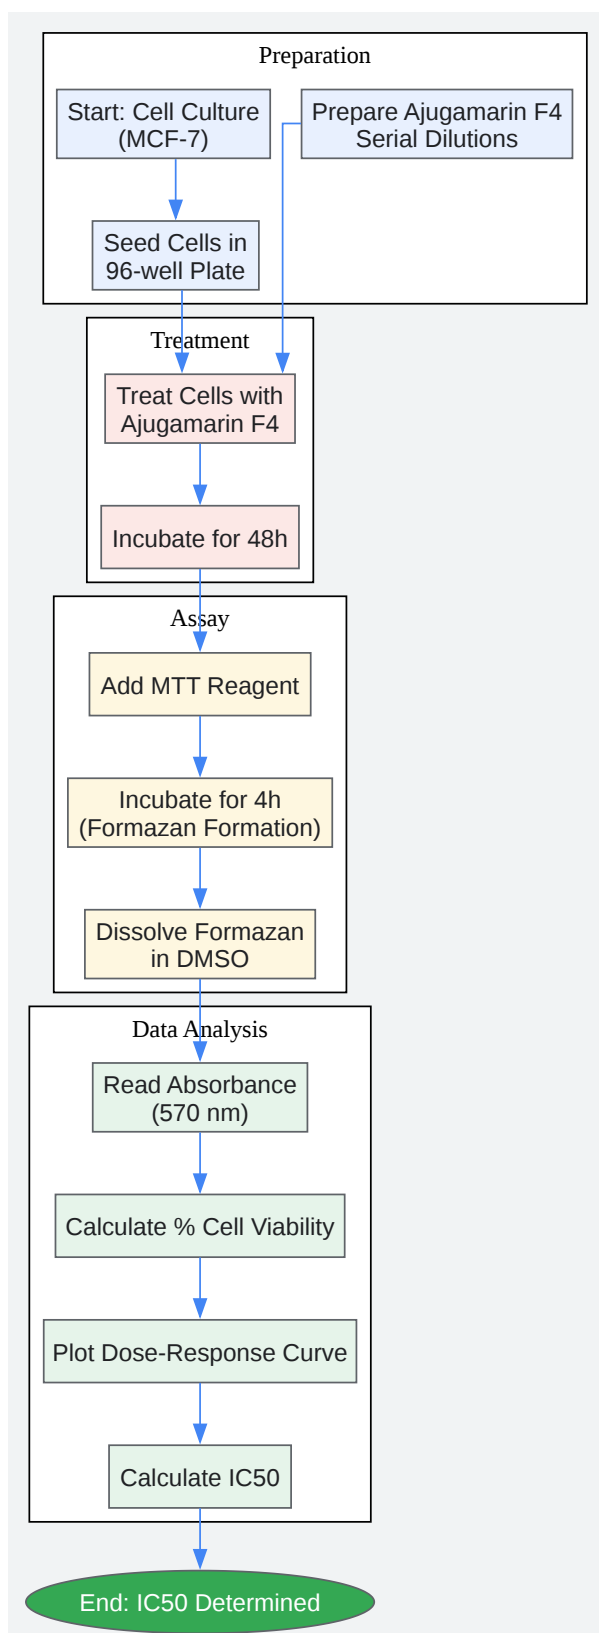 Preparation
Start: Cell Culture
(MCF-7)
Prepare Ajugamarin F4
Serial Dilutions
Seed Cells in
96-well Plate
Treatment
Treat Cells with
Ajugamarin F4
Incubate for 48h
Assay
Add MTT Reagent
Incubate for 4h
(Formazan Formation)
Dissolve Formazan
in DMSO
Data Analysis
Read Absorbance
(570 nm)
Calculate % Cell Viability
Plot Dose-Response Curve
Calculate IC50
End: IC50 Determined